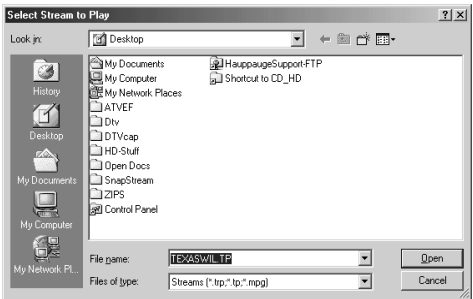 Select Stream to Play
Look in: Desktop
History
Desktop
My Documents
My Computer
My Network Pl...
My Documents
My Computer
My Network Places
ATVEF
Dtv
DTVcap
HD-Stuff
Open Docs
SnapStream
ZIPS
Control Panel
HauppaugeSupport-FTP
Shortcut to CD_HD
File name: TEXASWIL.TP
Open
Files of type: Streams (*.trp;*.tp;*.mpg)
Cancel